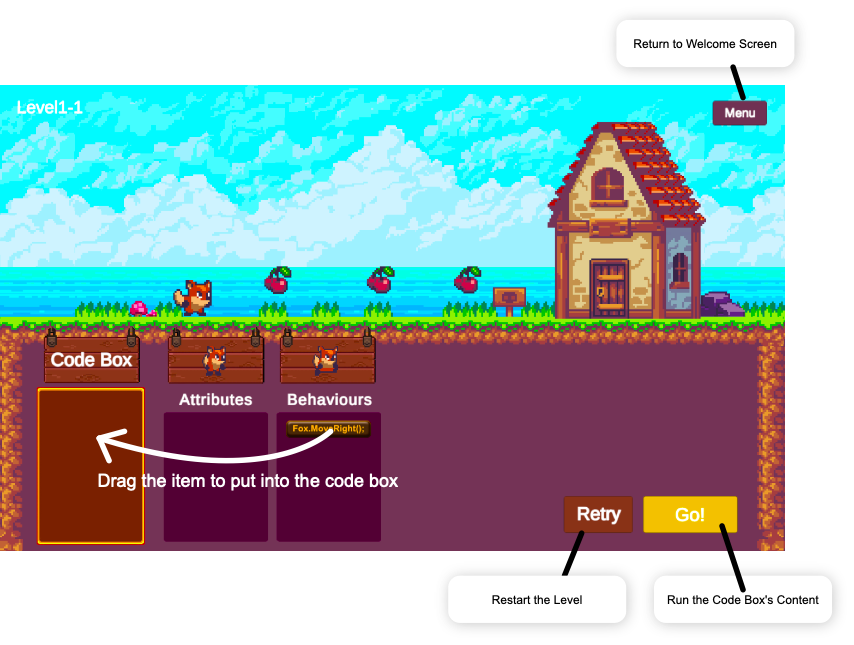 Return to Welcome Screen
Level1-1
Menu
Code Box
Attributes
Behaviours
Fox.MoveRight();
Drag the item to put into the code box
Retry
Go!
Restart the Level
Run the Code Box's Content